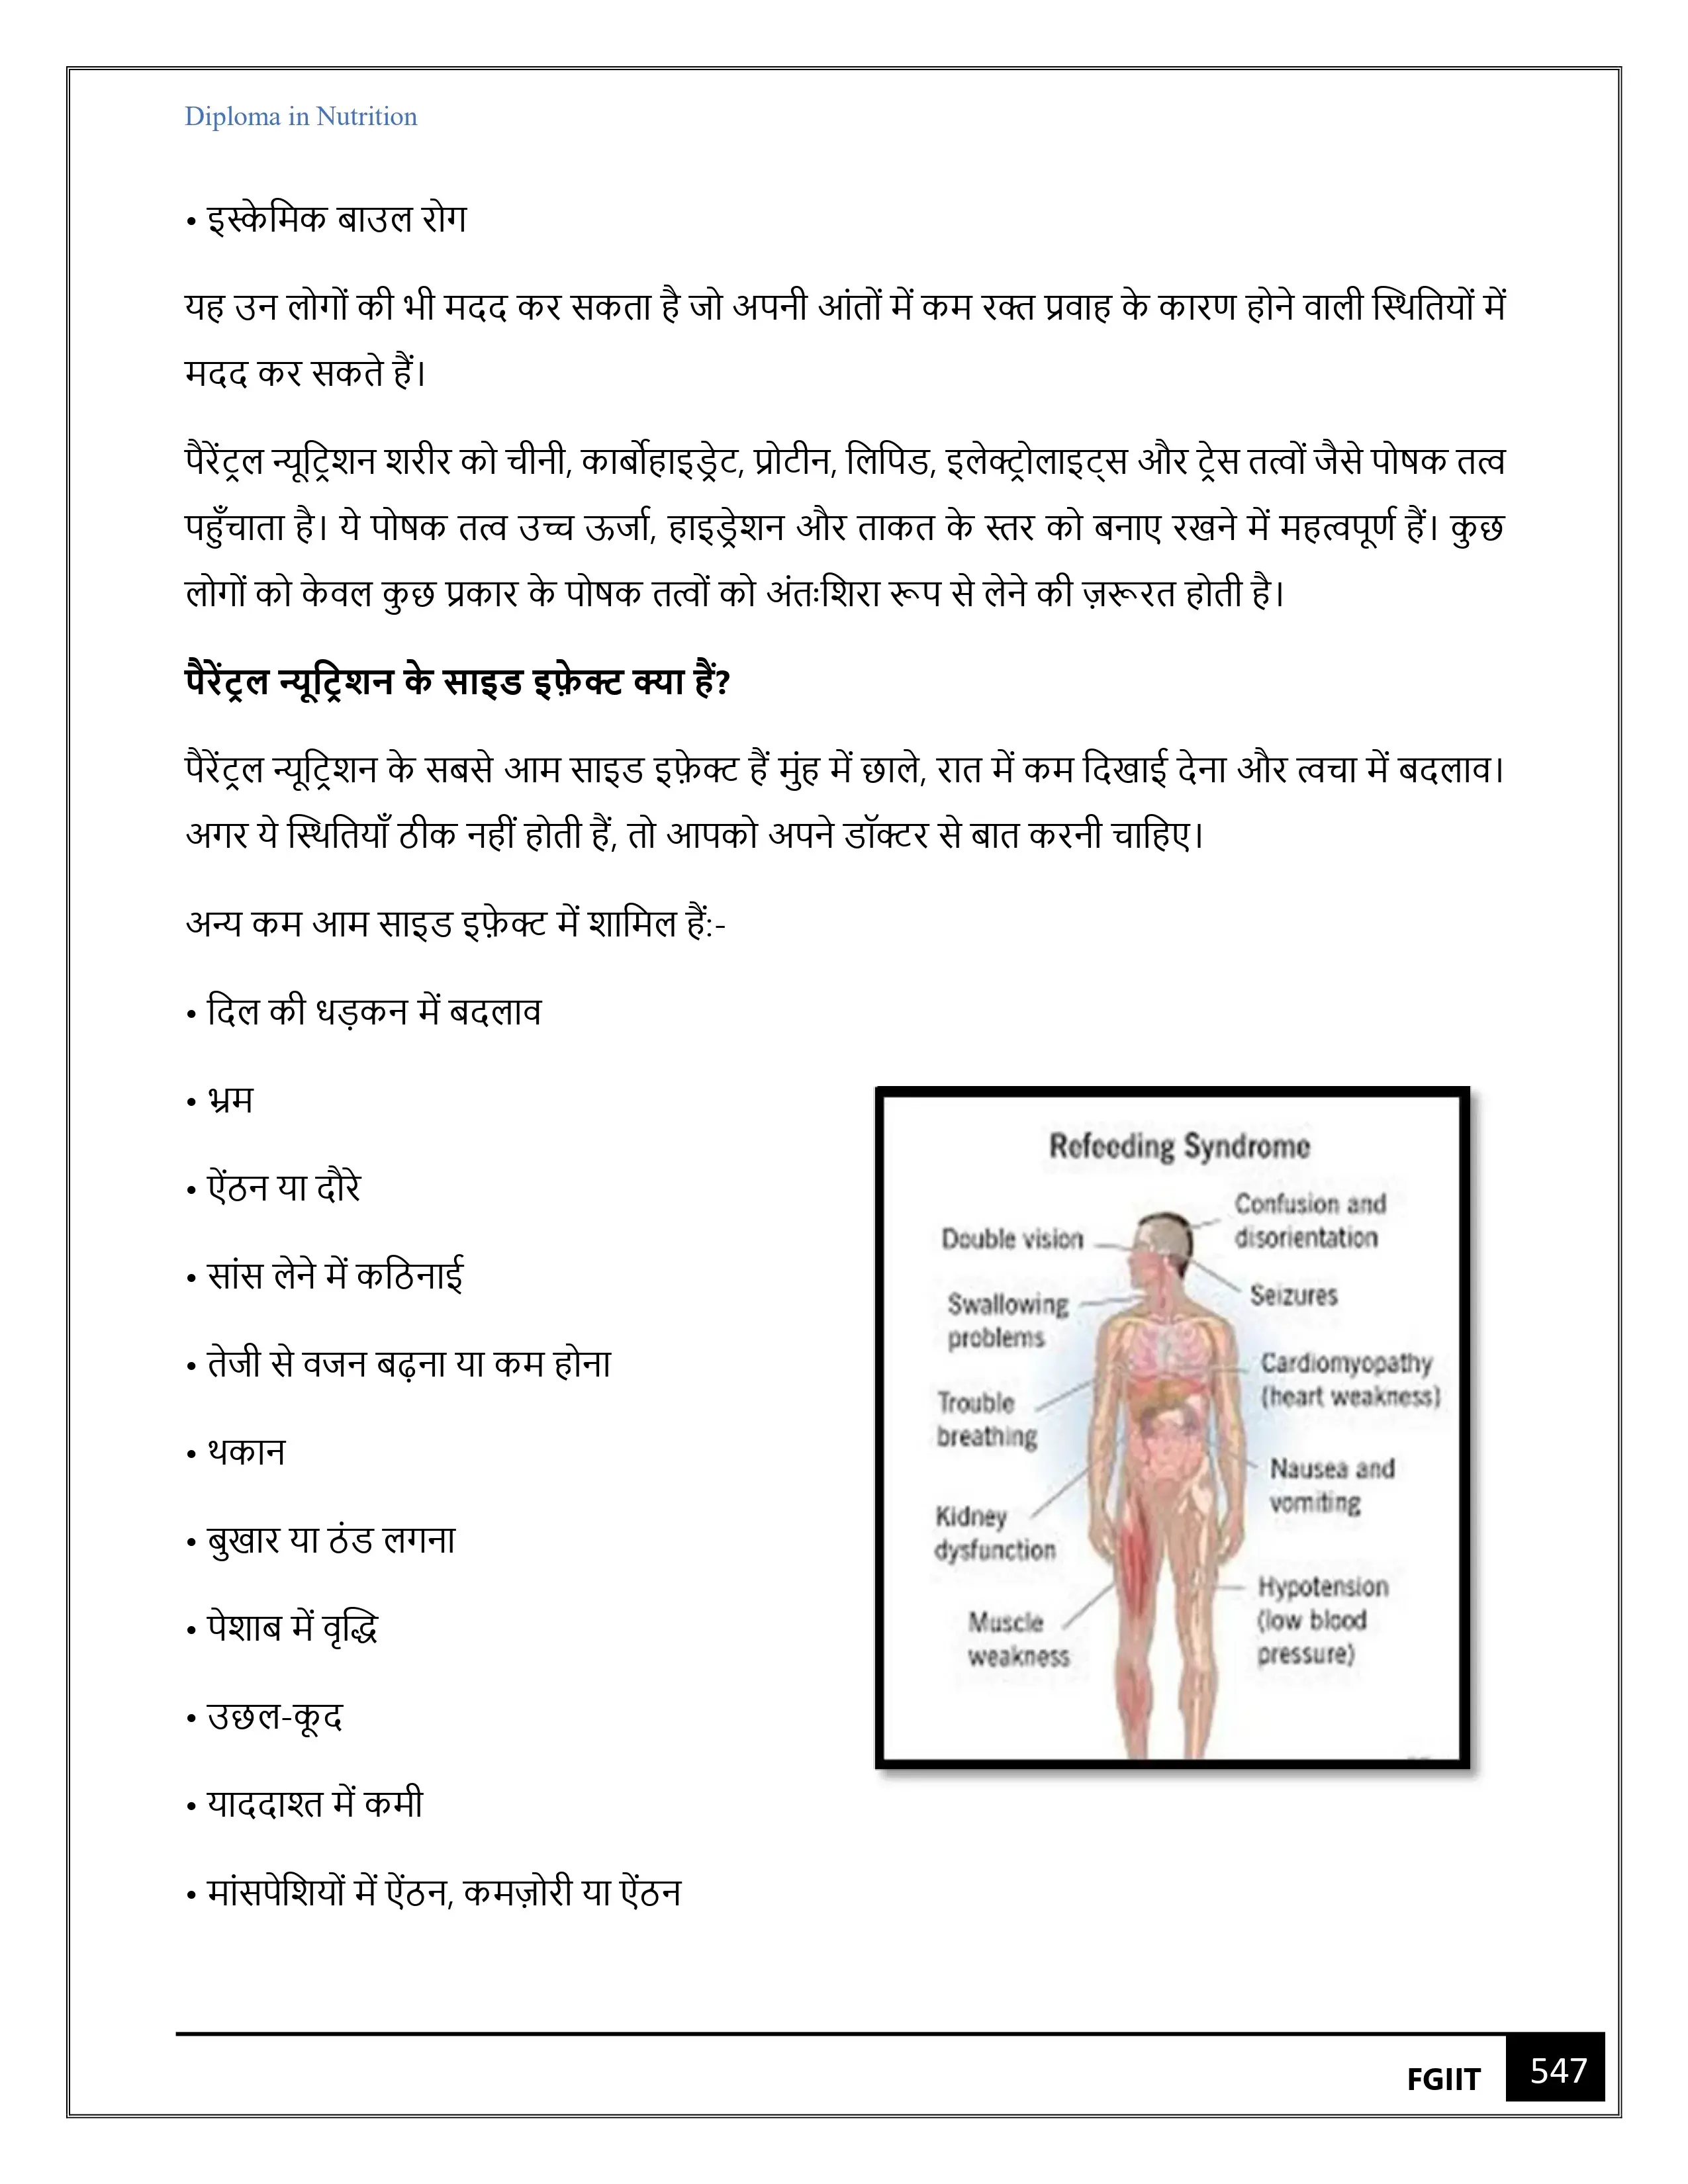 Diploma in Nutrition
• इस्केमिक बाउल रोग
यह उन लोगों की भी मदद कर सकता है जो अपनी आंतों में कम रक्त प्रवाह के कारण होने वाली स्थितियों में
मदद कर सकते हैं।
पैरेंट्रल न्यूट्रिशन शरीर को चीनी, कार्बोहाइड्रेट, प्रोटीन, लिपिड, इलेक्ट्रोलाइट्स और ट्रेस तत्वों जैसे पोषक तत्व
पहुँचाता है। ये पोषक तत्व उच्च ऊर्जा, हाइड्रेशन और ताकत के स्तर को बनाए रखने में महत्वपूर्ण हैं। कुछ
लोगों को केवल कुछ प्रकार के पोषक तत्वों को अंतःशिरा रूप से लेने की ज़रूरत होती है।
पैरेंट्रल न्यूट्रिशन के साइड इफ़ेक्ट क्या हैं?
पैरेंट्रल न्यूट्रिशन के सबसे आम साइड इफ़ेक्ट हैं मुंह में छाले, रात में कम दिखाई देना और त्वचा में बदलाव।
अगर ये स्थितियाँ ठीक नहीं होती हैं, तो आपको अपने डॉक्टर से बात करनी चाहिए।
अन्य कम आम साइड इफ़ेक्ट में शामिल हैं:-
• दिल की धड़कन में बदलाव
• भ्रम
• ऐंठन या दौरे
• सांस लेने में कठिनाई
• तेजी से वजन बढ़ना या कम होना
• थकान
• बुखार या ठंड लगना
• पेशाब में वृद्धि
• उछल-कूद
• याददाश्त में कमी
• मांसपेशियों में ऐंठन, कमज़ोरी या ऐंठन
Refeeding Syndrome
Double vision
Swallowing
problems
Trouble
breathing
Kidney
dysfunction
Muscle
weakness
Confusion and
disorientation
Seizures
Cardiomyopathy
(heart weakness)
Nausea and
vomiting
Hypotension
(low blood
pressure)
FGIIT
547